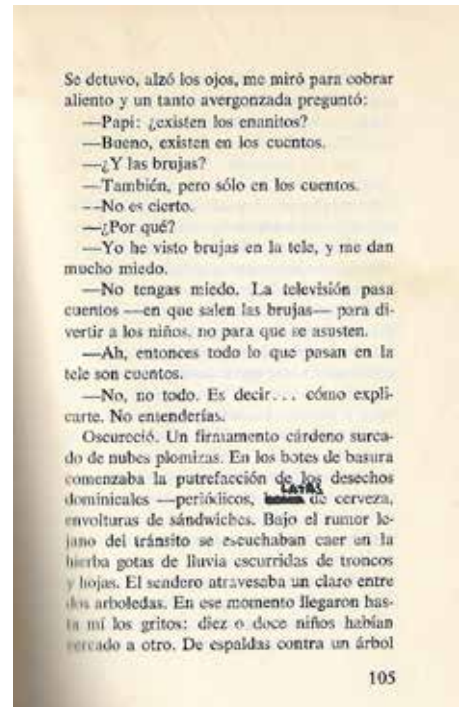 Se detuvo, alzó los ojos, me miró para cobrar
aliento y un tanto avergonzada preguntó:
—Papi: ¿existen los enanitos?
—Bueno, existen en los cuentos.
—¿Y las brujas?
—También, pero sólo en los cuentos.
--No es cierto.
—¿Por qué?
—Yo he visto brujas en la tele, y me dan
mucho miedo.
—No tengas miedo. La televisión pasa
cuentos —en que salen las brujas— para di-
vertir a los niños, no para que se asusten.
—Ah, entonces todo lo que pasan en la
tele son cuentos.
—No, no todo. Es decir... cómo expli-
carte. No entenderías.
Oscureció. Un firmamento cárdeno surca-
do de nubes plomizas. En los botes de basura
comenzaba la putrefacción de los desechos
LATAS
dominicales —periódicos, de cerveza,
envolturas de sándwiches. Bajo el rumor le-
jano del tránsito se escuchaban caer en la
hierba gotas de lluvia escurridas de troncos
y hojas. El sendero atravesaba un claro entre
dos arboledas. En ese momento llegaron has-
ta mí los gritos: diez o doce niños habían
cercado a otro. De espaldas contra un árbol
105